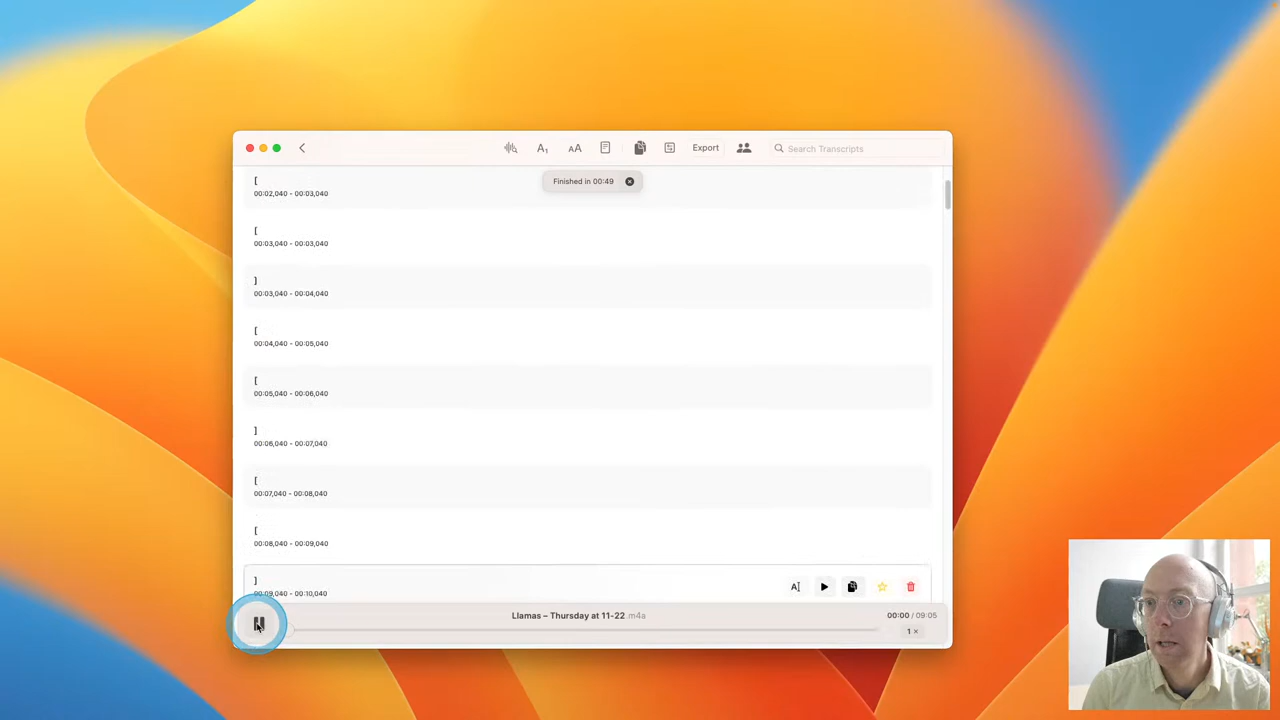 A₁
AA
Export
Search Transcripts
Finished in 00:49
[
00:02,040 - 00:03,040
[
00:03,040 - 00:03,040
]
00:03,040 - 00:04,040
[
00:04,040 - 00:05,040
[
00:05,040 - 00:06,040
]
00:06,040 - 00:07,040
[
00:07,040 - 00:08,040
[
00:08,040 - 00:09,040
]
00:09,040 - 00:10,040
A
Llamas – Thursday at 11-22 m4a
00:00 / 09:05
1 ×